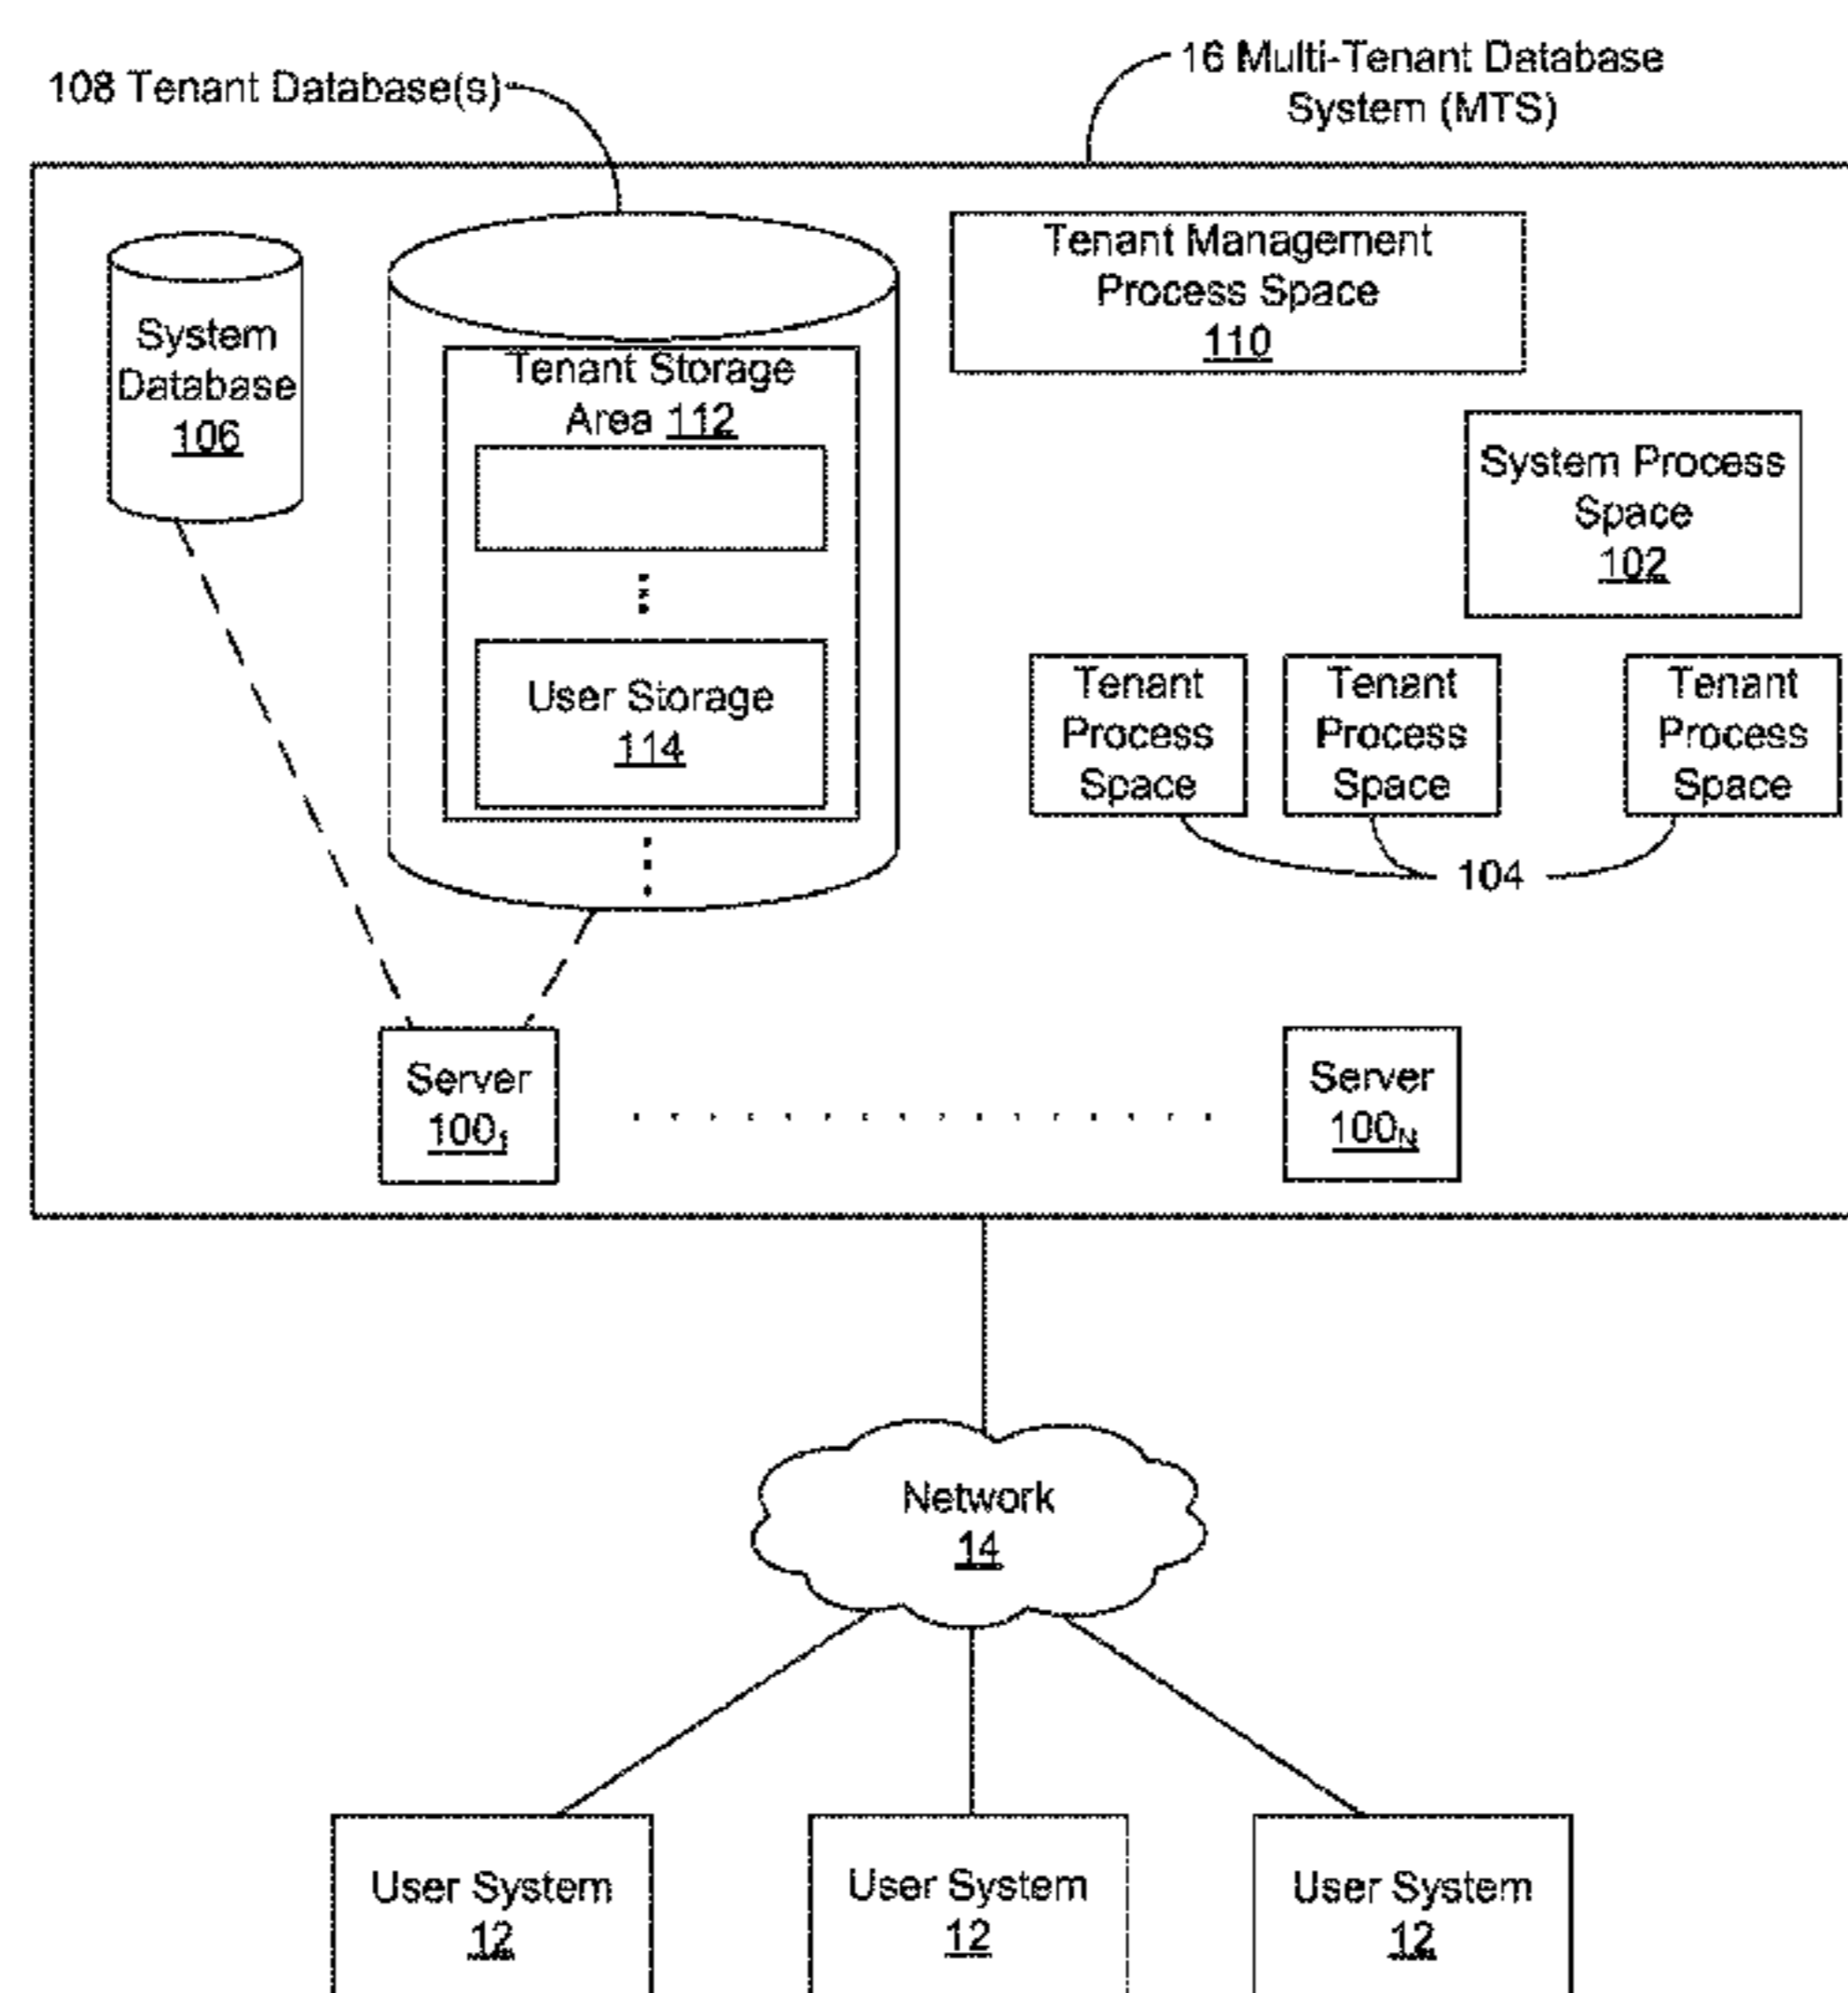 108 Tenant Database(s)
16 Multi-Tenant Database
System (MTS)
System
Database
106
Tenant Storage
Area 112
User Storage
114
Tenant Management
Process Space
110
System Process
Space
102
Tenant
Process
Space
Tenant
Process
Space
Tenant
Process
Space
104
Server
100₁
Server
100N
Network
14
User System
12
User System
12
User System
12